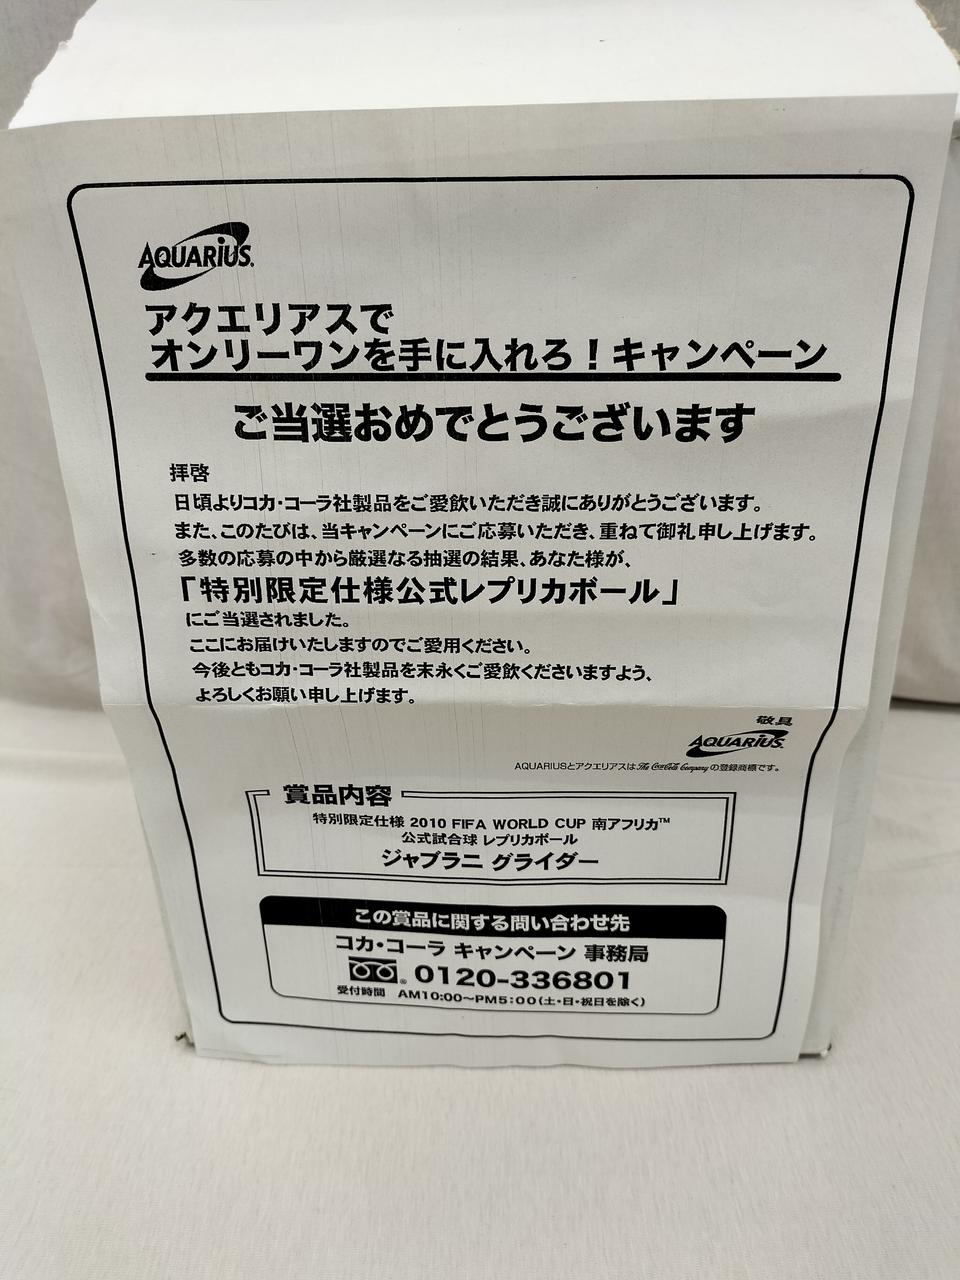 AQUARIUS.
アクエリアスで
オンリーワンを手に入れろ！キャンペーン
ご当選おめでとうございます
拝啓
日頃よりコカ・コーラ社製品をご愛飲いただき誠にありがとうございます。
また、このたびは、当キャンペーンにご応募いただき、重ねて御礼申し上げます。
多数の応募の中から厳選なる抽選の結果、あなた様が、
「特別限定仕様公式レプリカボール」
にご当選されました。
ここにお届けいたしますのでご愛用ください。
今後ともコカ・コーラ社製品を末永くご愛飲くださいますよう、
よろしくお願い申し上げます。
敬具
AQUARIUS.
AQUARIUSとアクエリアスはThe Coca-Cola Companyの登録商標です。
賞品内容
特別限定仕様 2010 FIFA WORLD CUP 南アフリカ™
公式試合球 レプリカボール
ジャブラニ グライダー
この賞品に関する問い合わせ先
コカ・コーラ キャンペーン 事務局
® 0120-336801
受付時間 AM10:00〜PM5:00(土・日・祝日を除く)